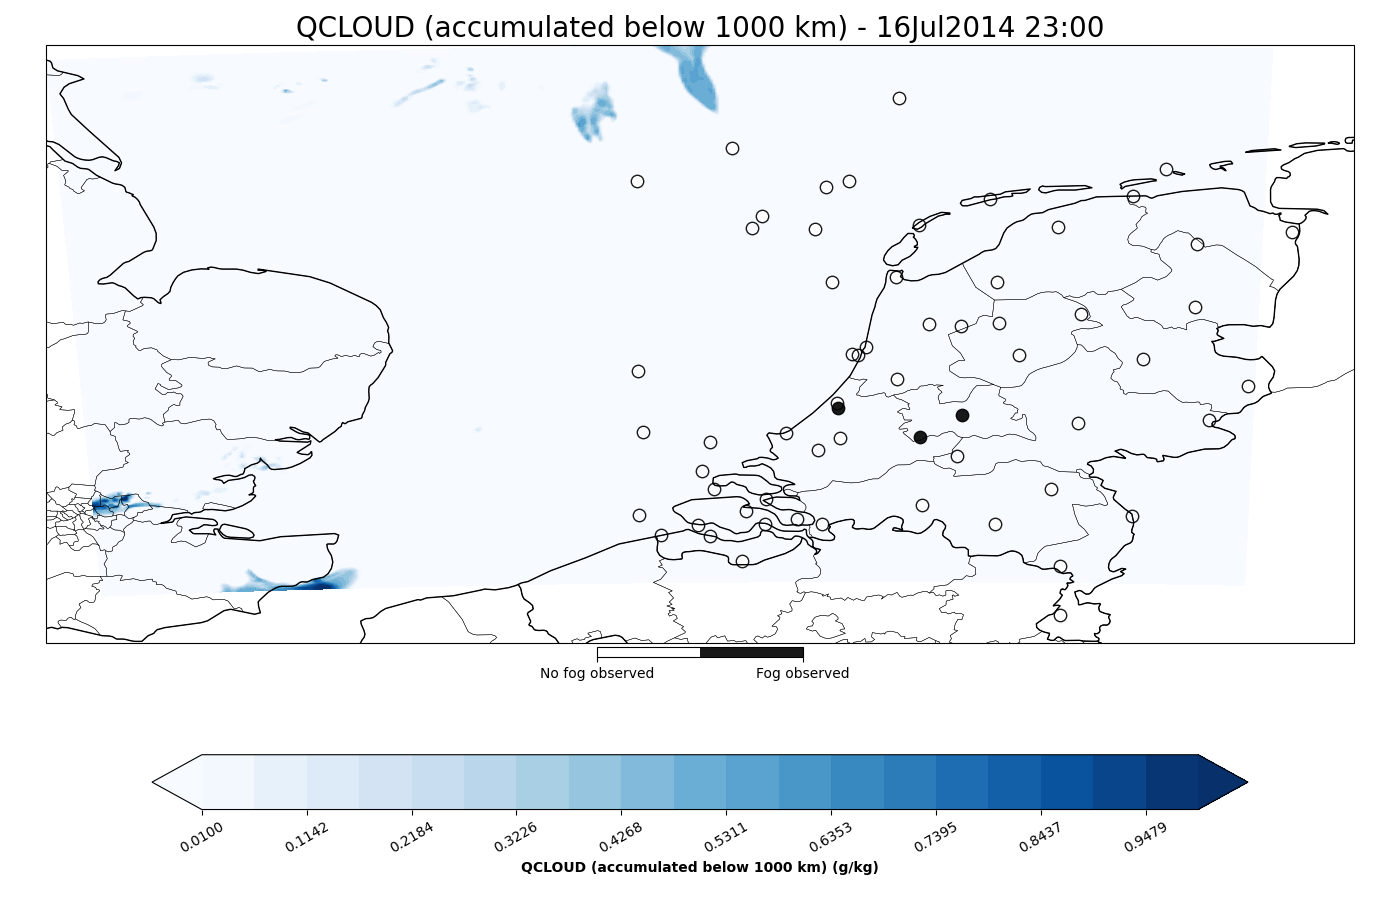 QCLOUD (accumulated below 1000 km) - 16Jul2014 23:00
No fog observed
Fog observed
0.0100
0.1142
0.2184
0.3226
0.4268
0.5311
0.6353
0.7395
0.8437
0.9479
QCLOUD (accumulated below 1000 km) (g/kg)